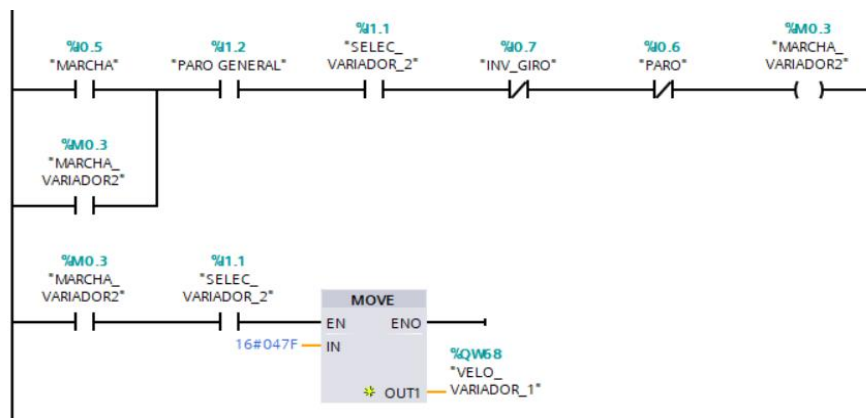 %I0.5
"MARCHA"
%I1.2
"PARO GENERAL"
%I1.1
"SELEC_
VARIADOR_2"
%I0.7
"INV_GIRO"
%I0.6
"PARO"
%M0.3
"MARCHA_
VARIADOR2"
%M0.3
"MARCHA_
VARIADOR2"
%M0.3
"MARCHA_
VARIADOR2"
%I1.1
"SELEC_
VARIADOR_2"
MOVE
EN ENO
16#047F IN
OUT1
%QW68
"VELO_
VARIADOR_1"